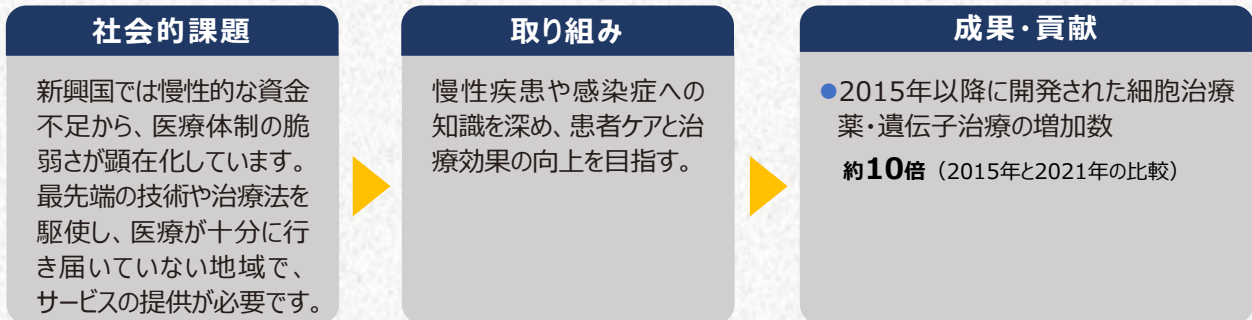 社会的課題
新興国では慢性的な資金
不足から、医療体制の脆
弱さが顕在化しています。
最先端の技術や治療法を
駆使し、医療が十分に行
き届いていない地域で、
サービスの提供が必要です。
取り組み
慢性疾患や感染症への
知識を深め、患者ケアと治
療効果の向上を目指す。
成果・貢献
●2015年以降に開発された細胞治療
薬・遺伝子治療の増加数
約10倍（2015年と2021年の比較）